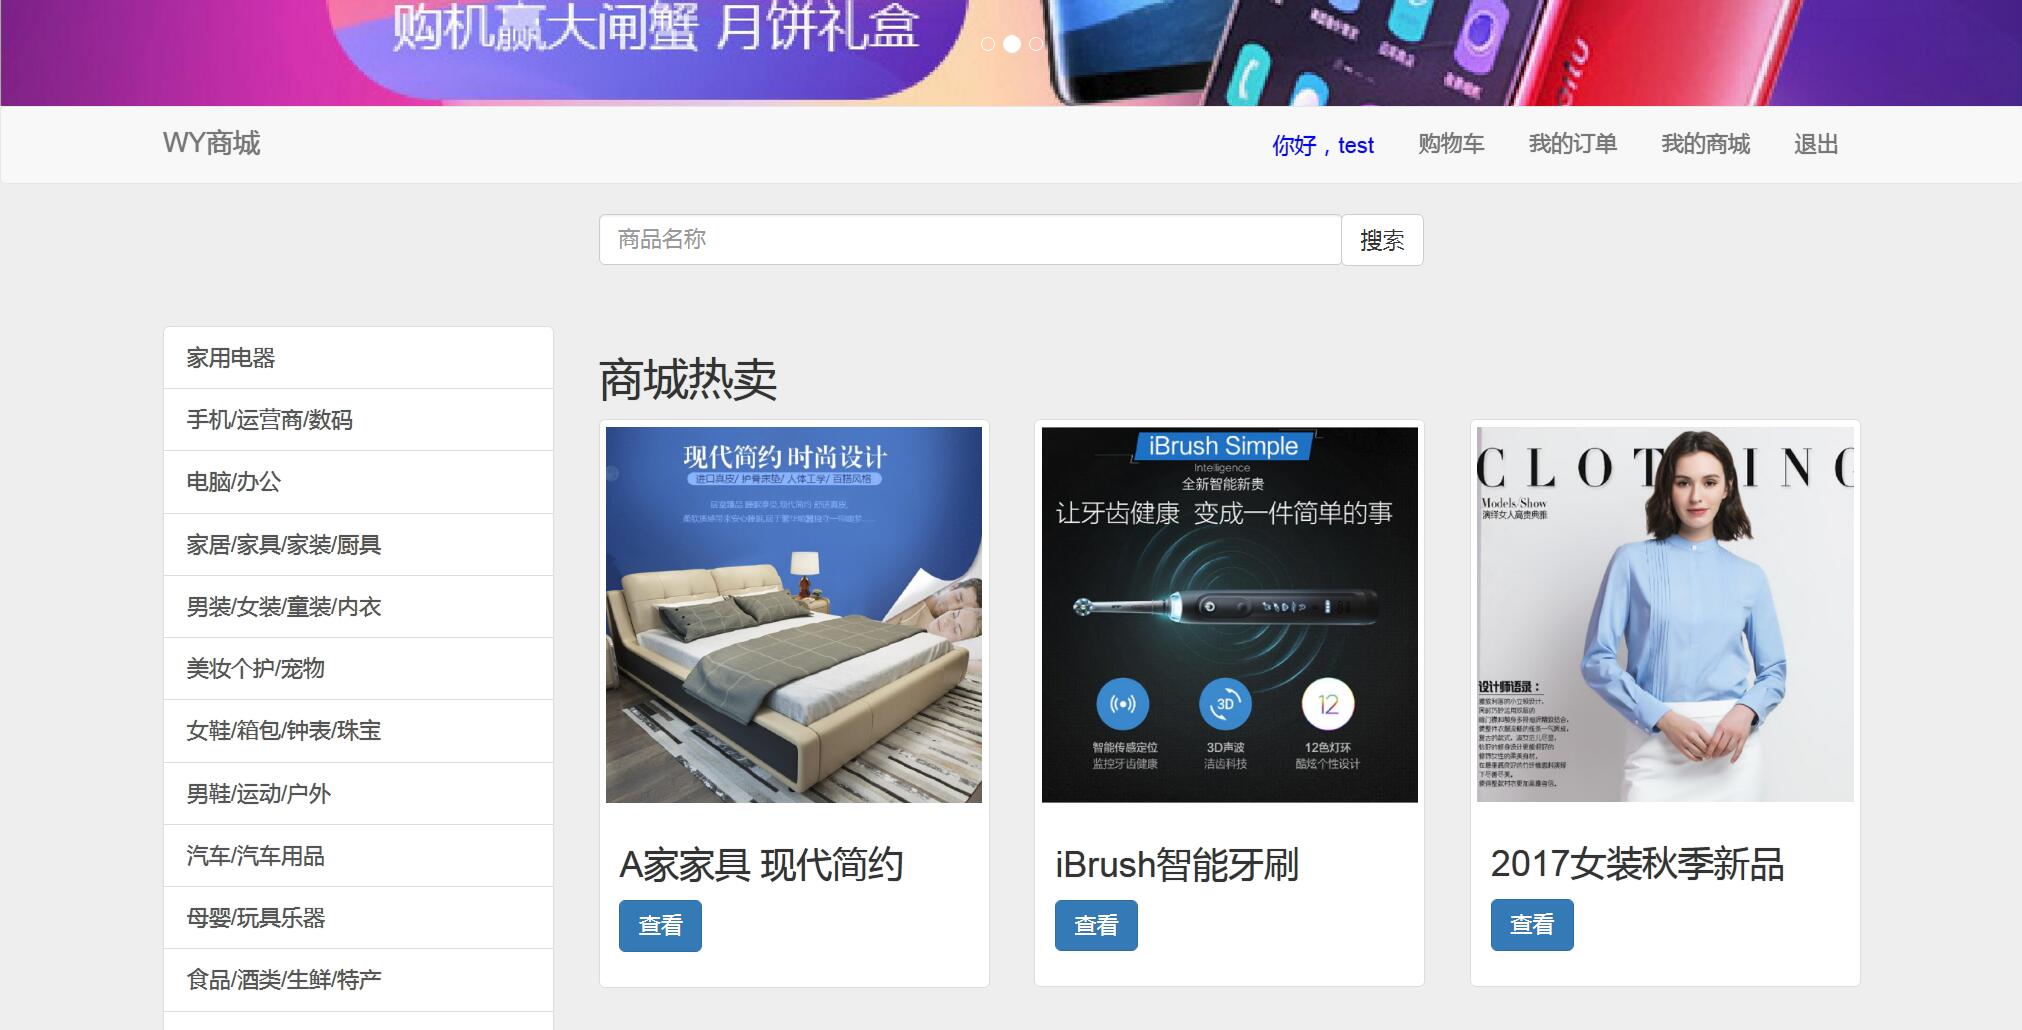 购机赢大闸蟹 月饼礼盒
WY商城
你好，test
购物车
我的订单
我的商城
退出
商品名称
搜索
家用电器
手机/运营商/数码
电脑/办公
家居/家具/家装/厨具
男装/女装/童装/内衣
美妆个护/宠物
女鞋/箱包/钟表/珠宝
男鞋/运动/户外
汽车/汽车用品
母婴/玩具乐器
食品/酒类/生鲜/特产
商城热卖
现代简约 时尚设计
进口真皮/ 护脊床垫/ 人体工学/ 百搭风格
A家家具 现代简约
查看
iBrush Simple
Intelligence
全新智能新贵
让牙齿健康 变成一件简单的事
3D
12
智能传感定位
监控牙齿健康
3D声波
洁齿科技
12色灯环
酷炫个性设计
iBrush智能牙刷
查看
CLOTHING
Models/Show
演绎女人高贵典雅
设计师语录：
2017女装秋季新品
查看